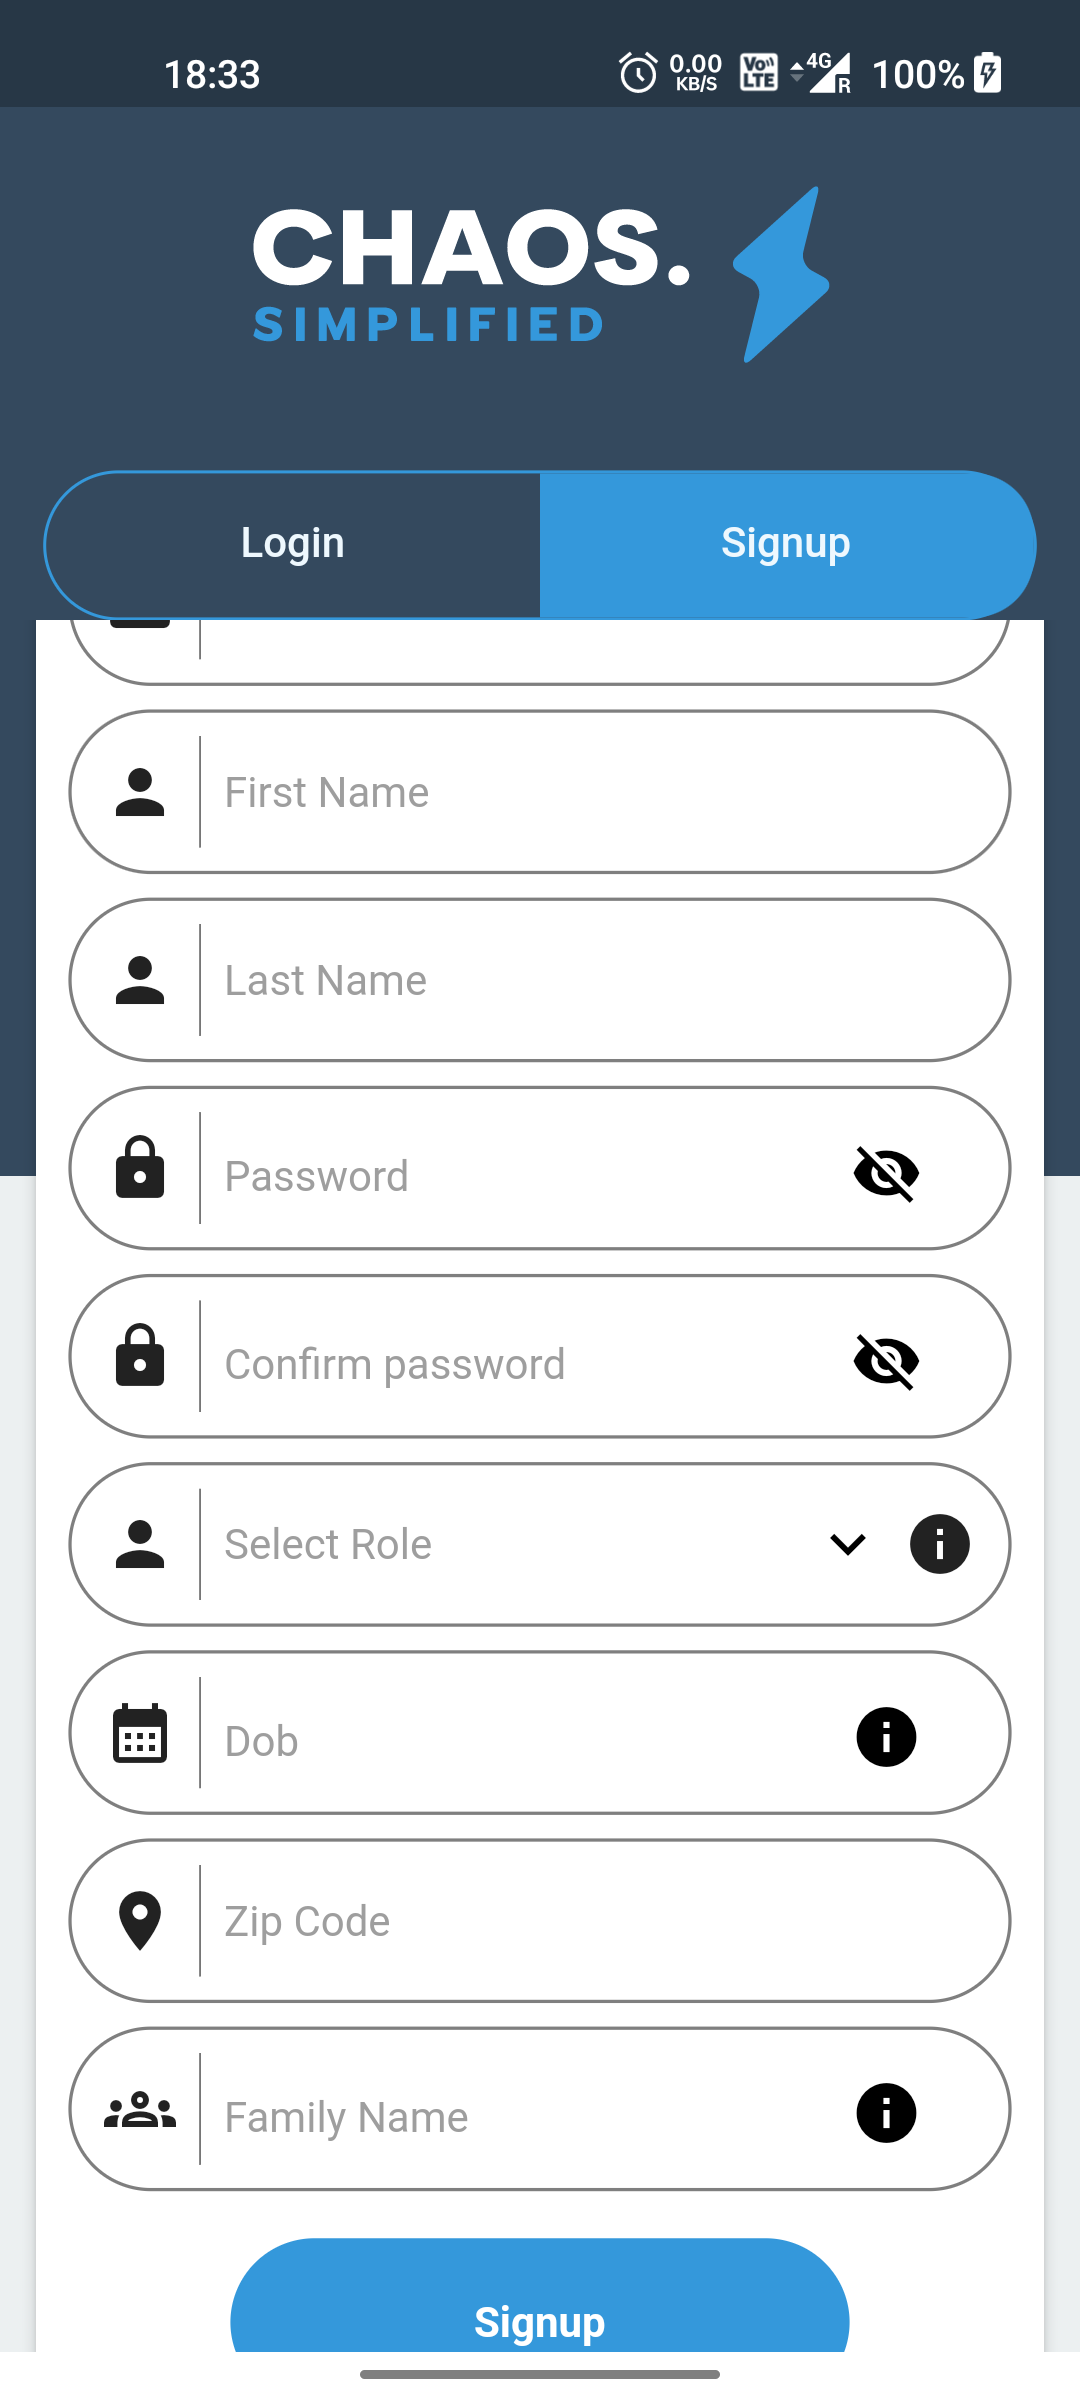 18:33
0.00
KB/S
Vo
LTE
4G
R
100%
CHAOS.
SIMPLIFIED
Login
Signup
First Name
Last Name
Password
Confirm password
Select Role
Dob
Zip Code
Family Name
Signup